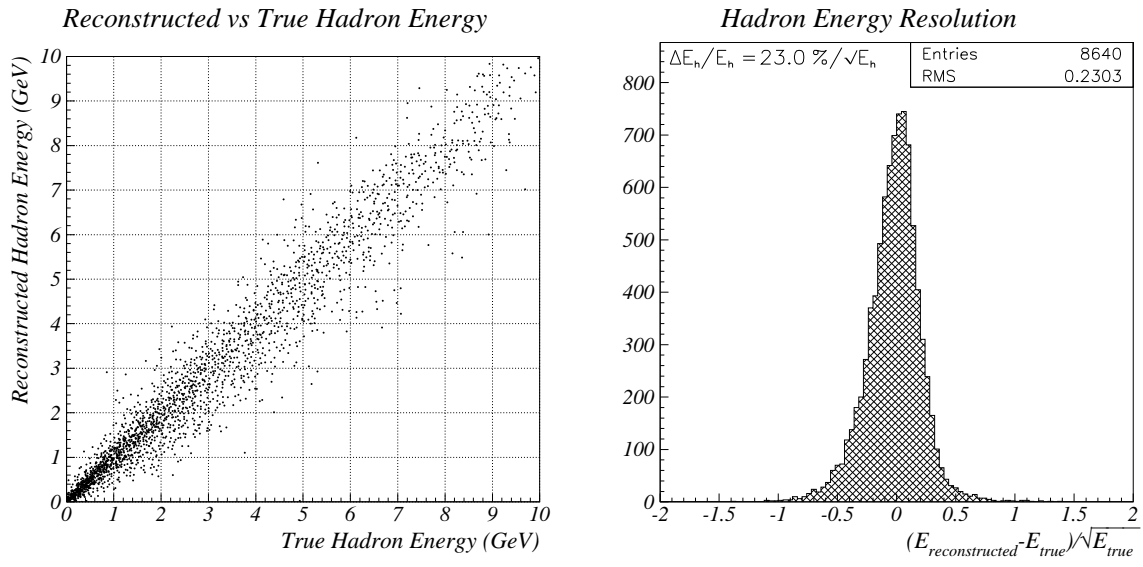 Reconstructed vs True Hadron Energy
Reconstructed Hadron Energy (GeV)
10
9
8
7
6
5
4
3
2
1
0
0 1 2 3 4 5 6 7 8 9 10
True Hadron Energy (GeV)
Hadron Energy Resolution
ΔEₕ/Eₕ = 23.0 %/√Eₕ
Entries 8640
RMS 0.2303
800
700
600
500
400
300
200
100
0
-2 -1.5 -1 -0.5 0 0.5 1 1.5 2
(E_reconstructed-E_true)/√E_true